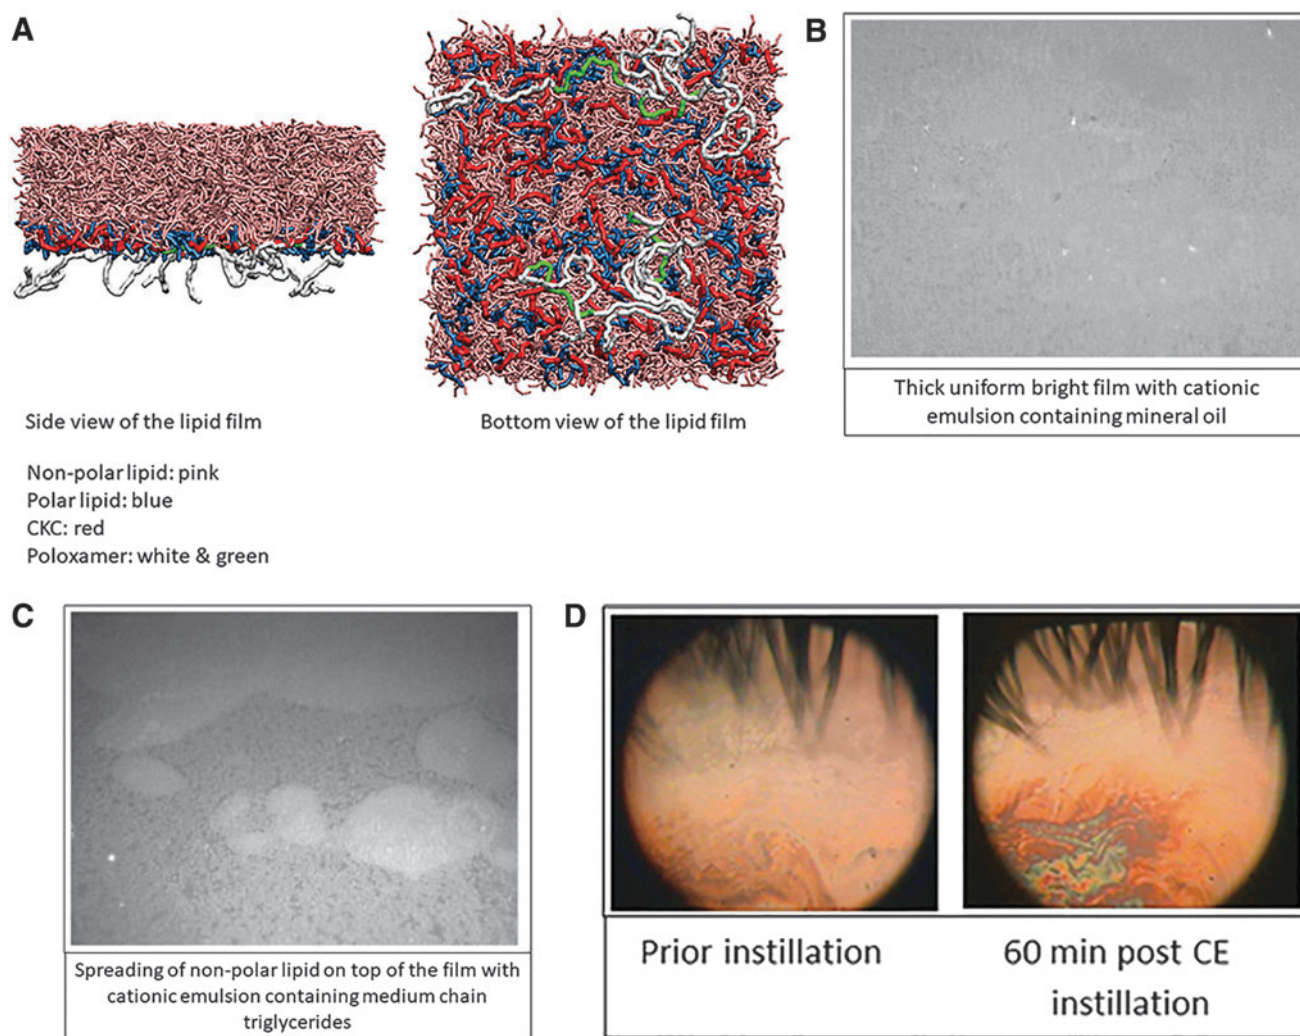 A
Side view of the lipid film
Bottom view of the lipid film
Non-polar lipid: pink
Polar lipid: blue
CKC: red
Poloxamer: white & green
B
Thick uniform bright film with cationic
emulsion containing mineral oil
C
Spreading of non-polar lipid on top of the film with
cationic emulsion containing medium chain
triglycerides
D
Prior instillation
60 min post CE
instillation